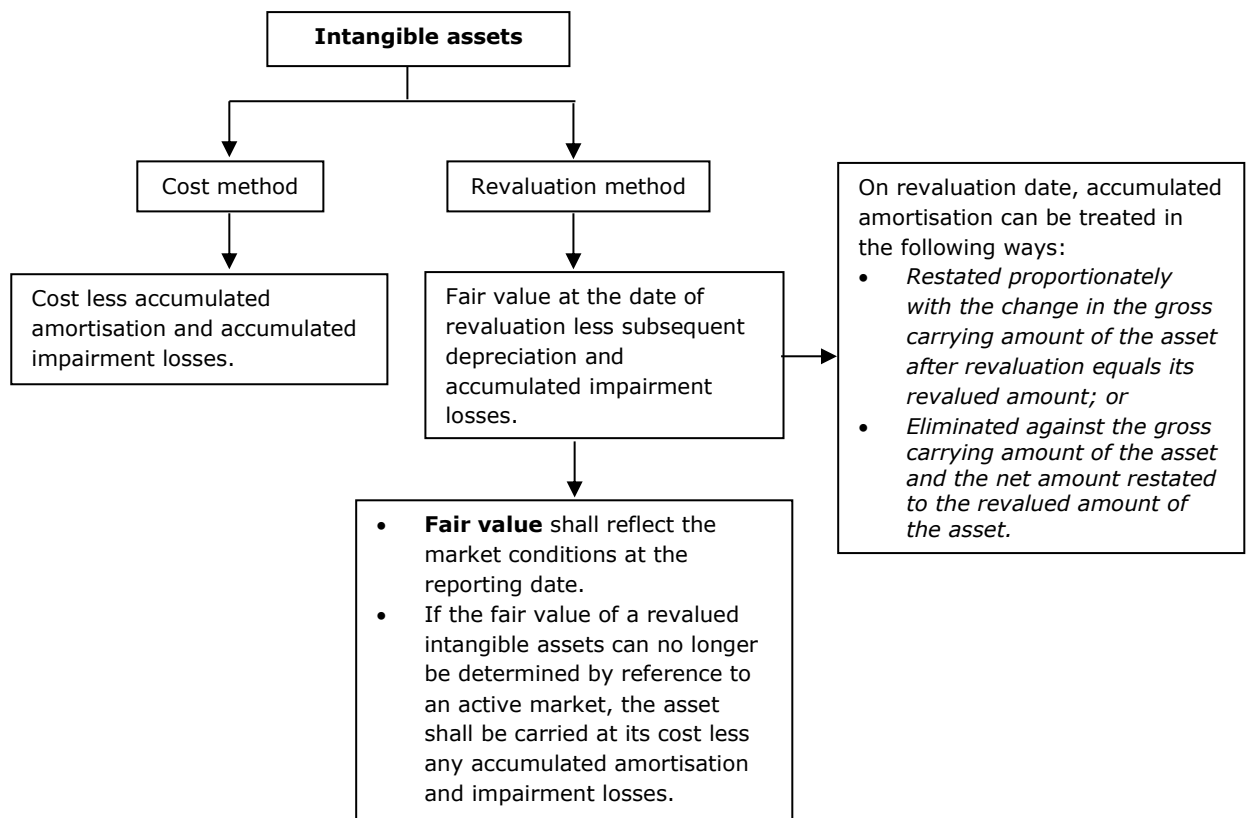 Intangible assets
Cost method
Revaluation method
Cost less accumulated
amortisation and accumulated
impairment losses.
Fair value at the date of
revaluation less subsequent
depreciation and
accumulated impairment
losses.
On revaluation date, accumulated
amortisation can be treated in
the following ways:
• Restated proportionately
with the change in the gross
carrying amount of the asset
after revaluation equals its
revalued amount; or
• Eliminated against the gross
carrying amount of the asset
and the net amount restated
to the revalued amount of
the asset.
• Fair value shall reflect the
market conditions at the
reporting date.
• If the fair value of a revalued
intangible assets can no longer
be determined by reference to
an active market, the asset
shall be carried at its cost less
any accumulated amortisation
and impairment losses.